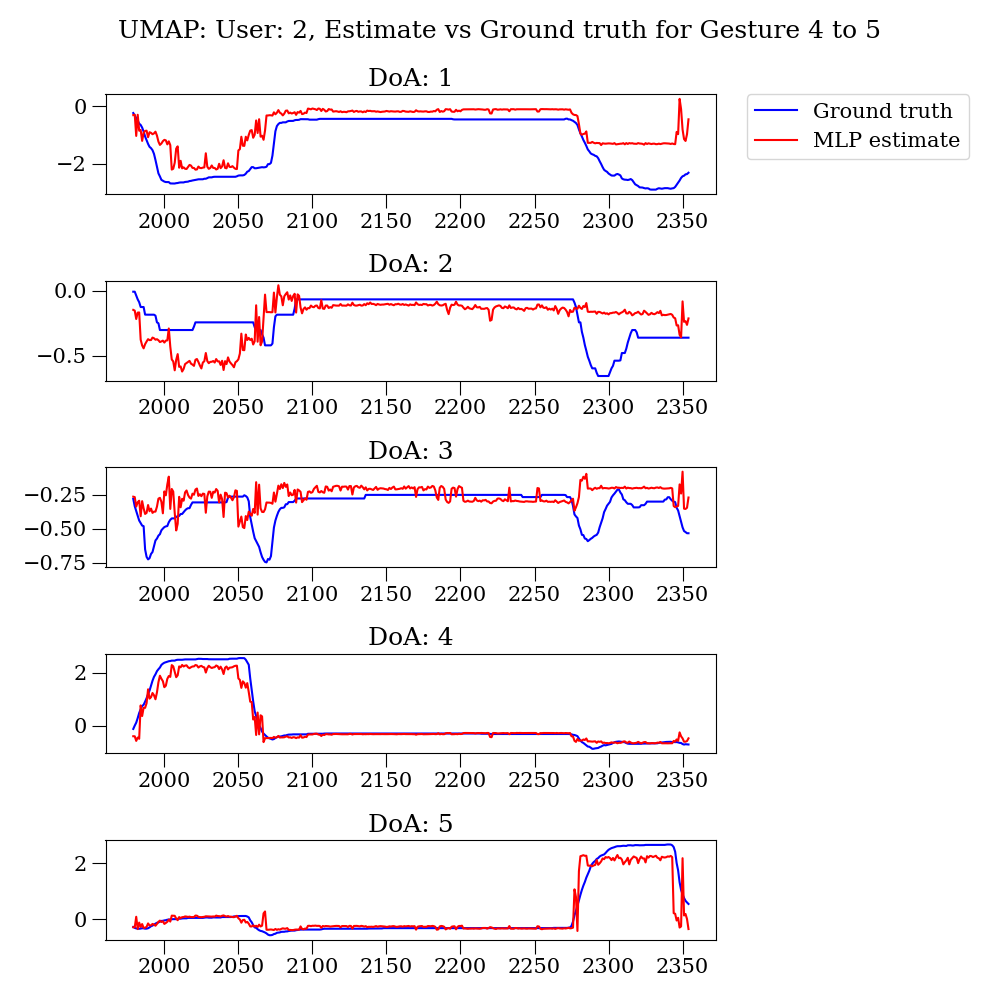 UMAP: User: 2, Estimate vs Ground truth for Gesture 4 to 5
DoA: 1
Ground truth
MLP estimate
0
−2
2000 2050 2100 2150 2200 2250 2300 2350
DoA: 2
0.0
−0.5
2000 2050 2100 2150 2200 2250 2300 2350
DoA: 3
−0.25
−0.50
−0.75
2000 2050 2100 2150 2200 2250 2300 2350
DoA: 4
2
0
2000 2050 2100 2150 2200 2250 2300 2350
DoA: 5
2
0
2000 2050 2100 2150 2200 2250 2300 2350